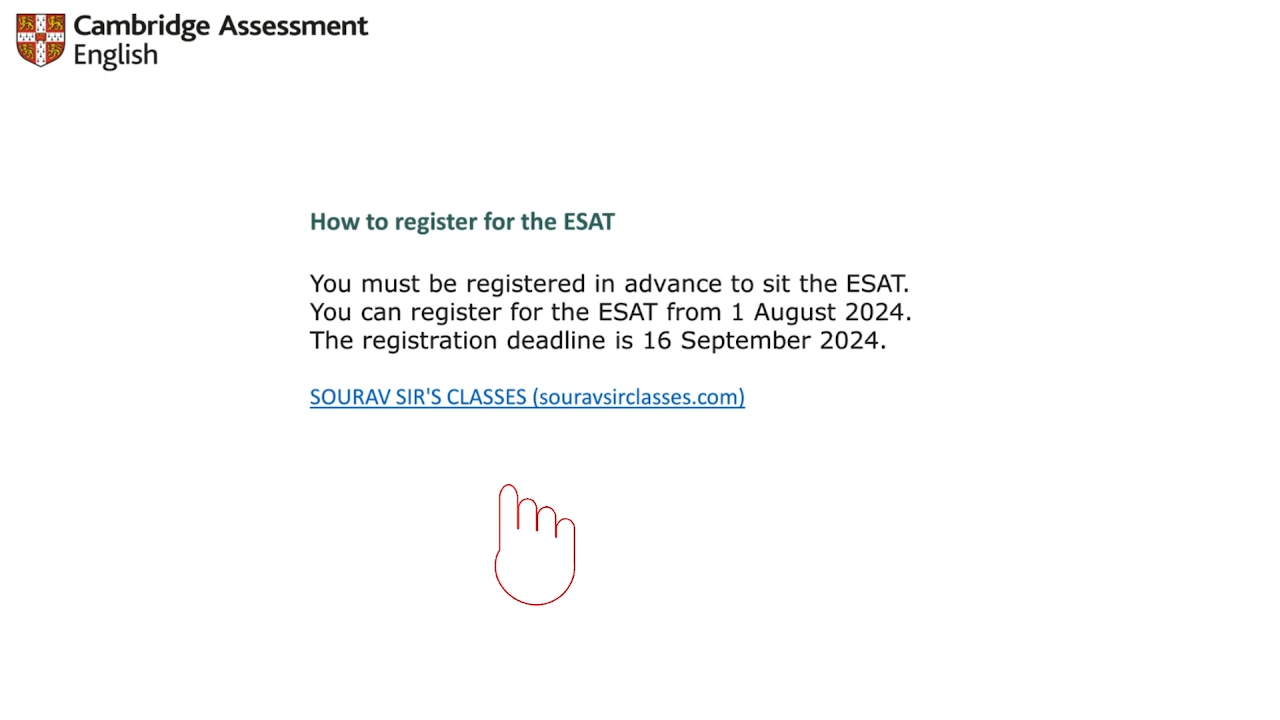 Cambridge Assessment
English
How to register for the ESAT
You must be registered in advance to sit the ESAT.
You can register for the ESAT from 1 August 2024.
The registration deadline is 16 September 2024.
SOURAV SIR'S CLASSES (souravsirclasses.com)